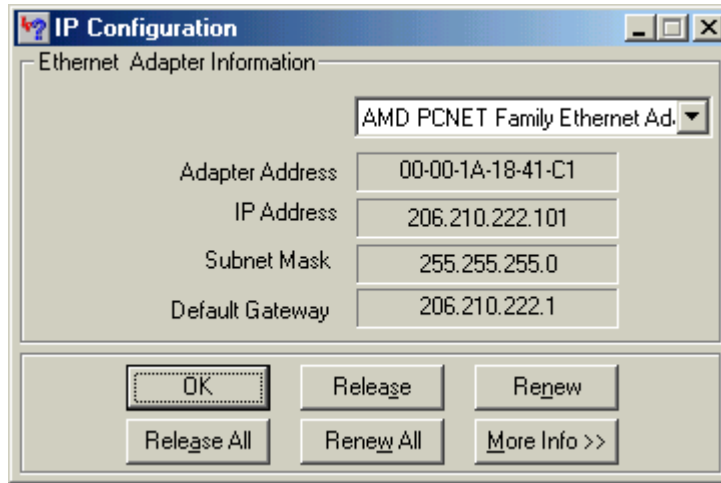 IP Configuration
Ethernet Adapter Information
AMD PCNET Family Ethernet Ad
Adapter Address 00-00-1A-18-41-C1
IP Address 206.210.222.101
Subnet Mask 255.255.255.0
Default Gateway 206.210.222.1
OK Release Renew
Release All Renew All More Info >>